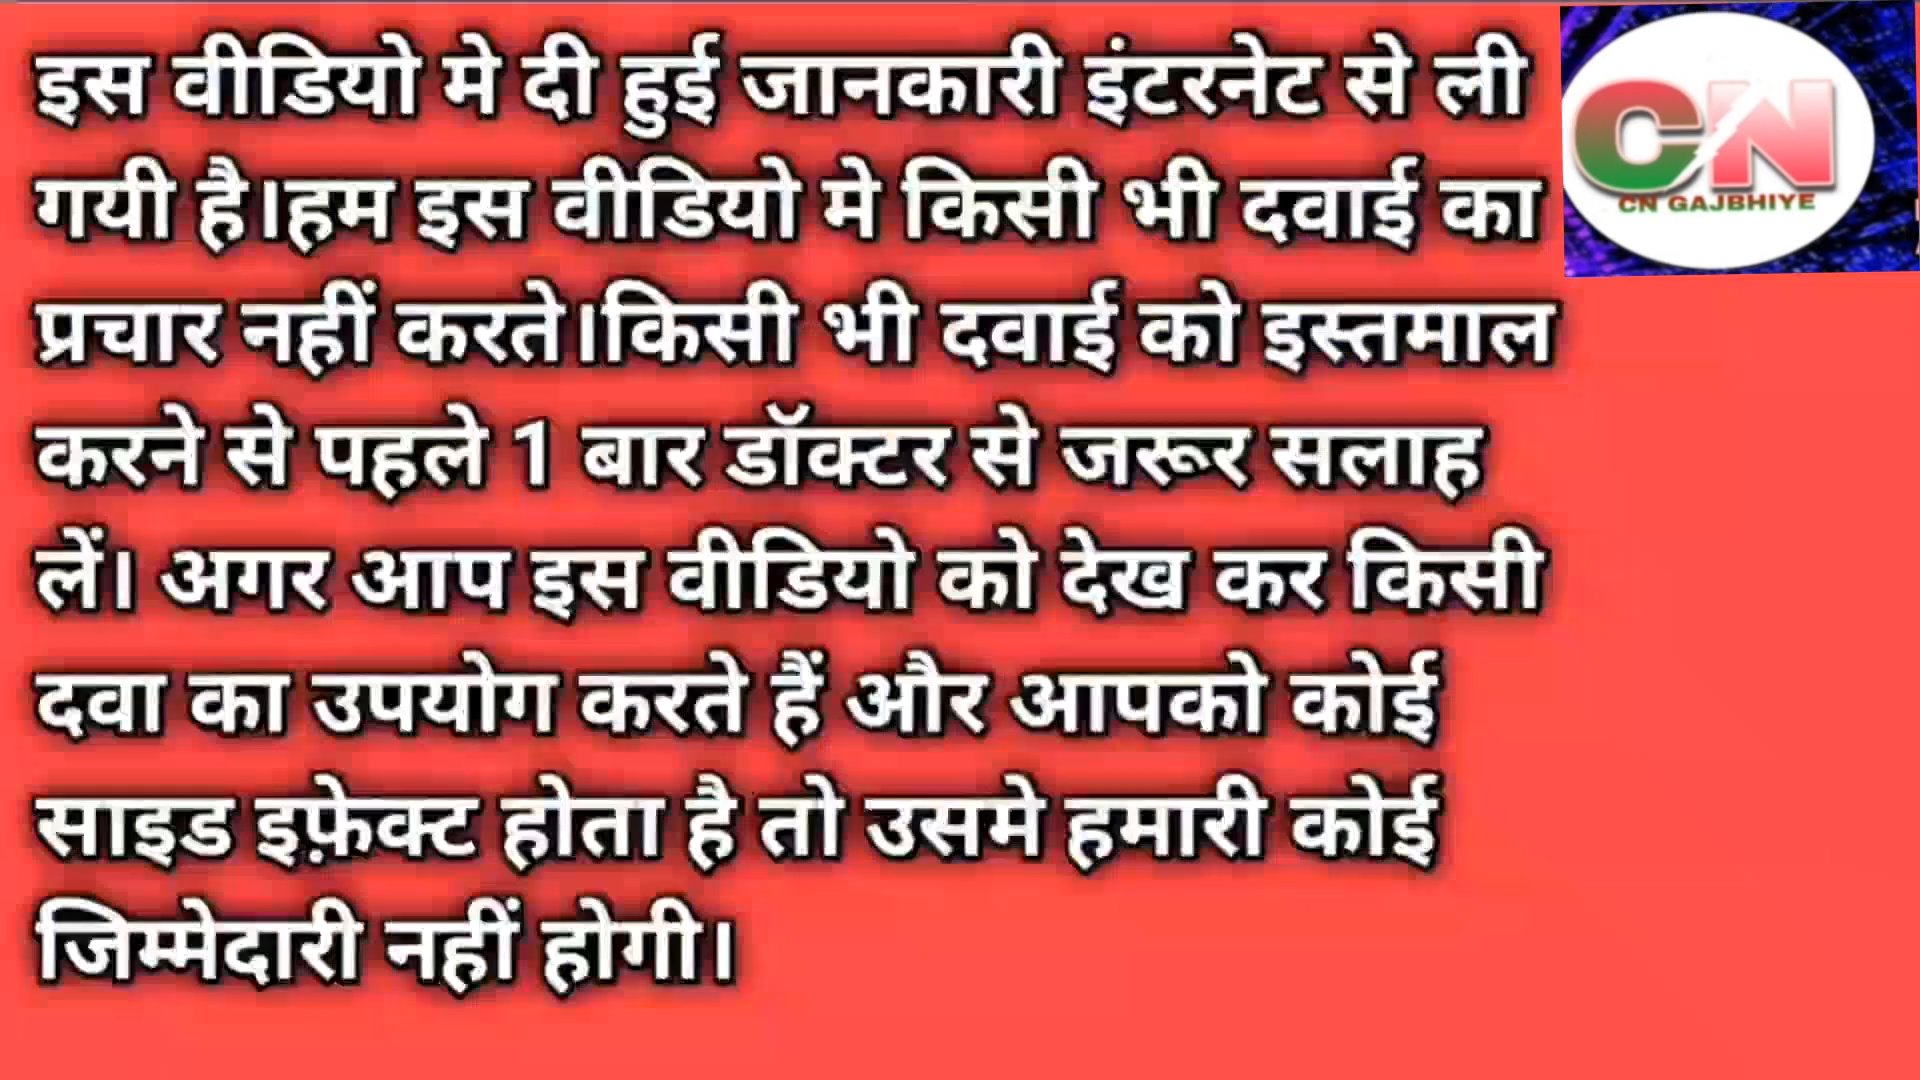 इस वीडियो मे दी हुई जानकारी इंटरनेट से ली
गयी है।हम इस वीडियो मे किसी भी दवाई का
प्रचार नहीं करते।किसी भी दवाई को इस्तमाल
करने से पहले 1 बार डॉक्टर से जरूर सलाह
लें। अगर आप इस वीडियो को देख कर किसी
दवा का उपयोग करते हैं और आपको कोई
साइड इफ़ेक्ट होता है तो उसमे हमारी कोई
जिम्मेदारी नहीं होगी।
CN
CN GAJBHIYE